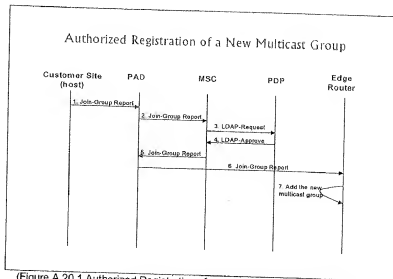 Authorized Registration of a New Multicast Group
Customer Site (host)
PAD
MSC
PDP
Edge Router
1. Join-Group Report
2. Join-Group Report
3. LDAP-Request
4. LDAP-Approve
5. Join-Group Report
6. Join-Group Report
7. Add the new multicast group
(Figure A.20.1 Authorized Registration